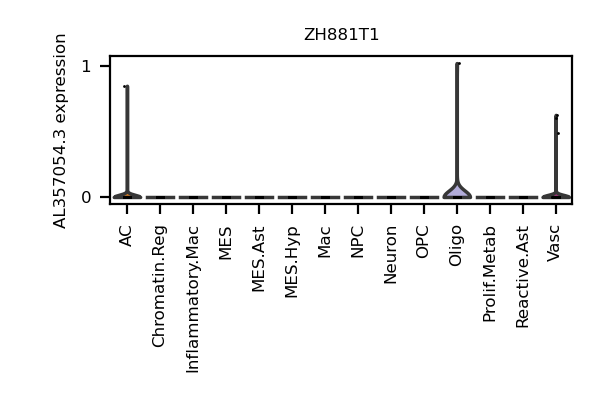 ZH881T1
AL357054.3 expression
1
0
AC
Chromatin.Reg
Inflammatory.Mac
MES
MES.Ast
MES.Hyp
Mac
NPC
Neuron
OPC
Oligo
Prolif.Metab
Reactive.Ast
Vasc